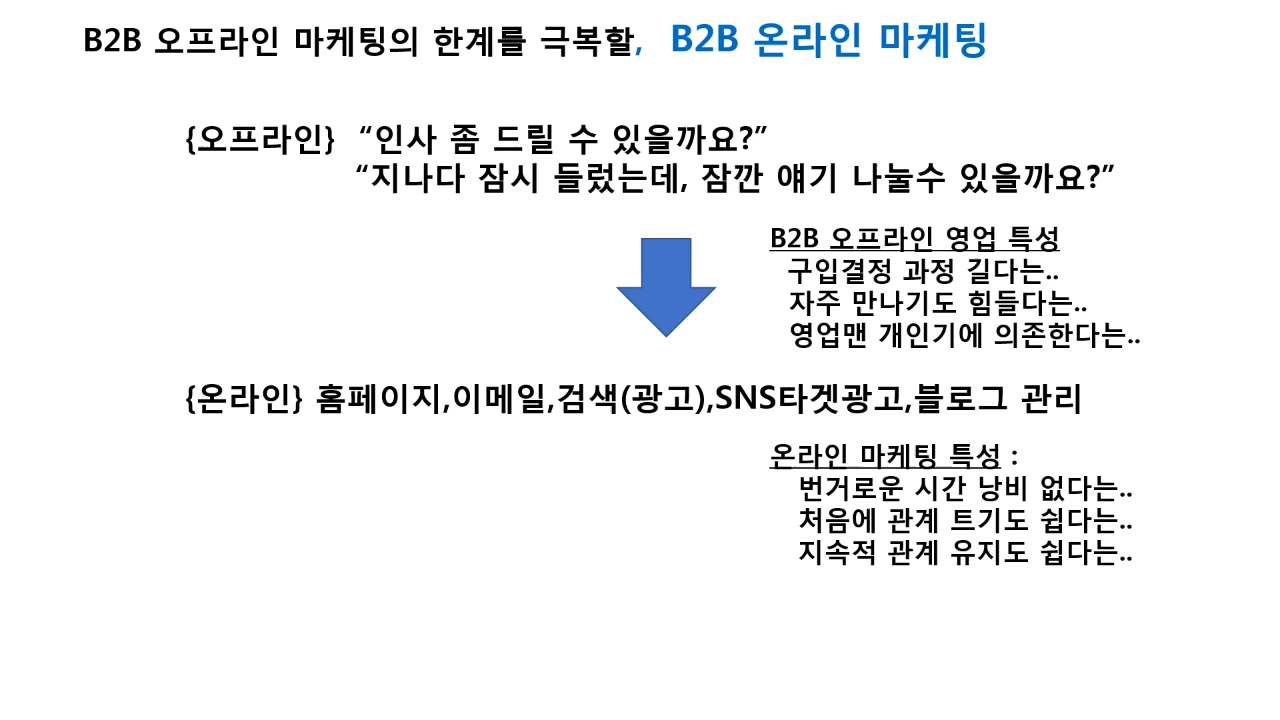 B2B 오프라인 마케팅의 한계를 극복할, B2B 온라인 마케팅
{오프라인} “인사 좀 드릴 수 있을까요?”
“지나다 잠시 들렀는데, 잠깐 얘기 나눌수 있을까요?”
B2B 오프라인 영업 특성
구입결정 과정 길다는..
자주 만나기도 힘들다는..
영업맨 개인기에 의존한다는..
{온라인} 홈페이지,이메일,검색(광고),SNS타겟광고,블로그 관리
온라인 마케팅 특성 :
번거로운 시간 낭비 없다는..
처음에 관계 트기도 쉽다는..
지속적 관계 유지도 쉽다는..